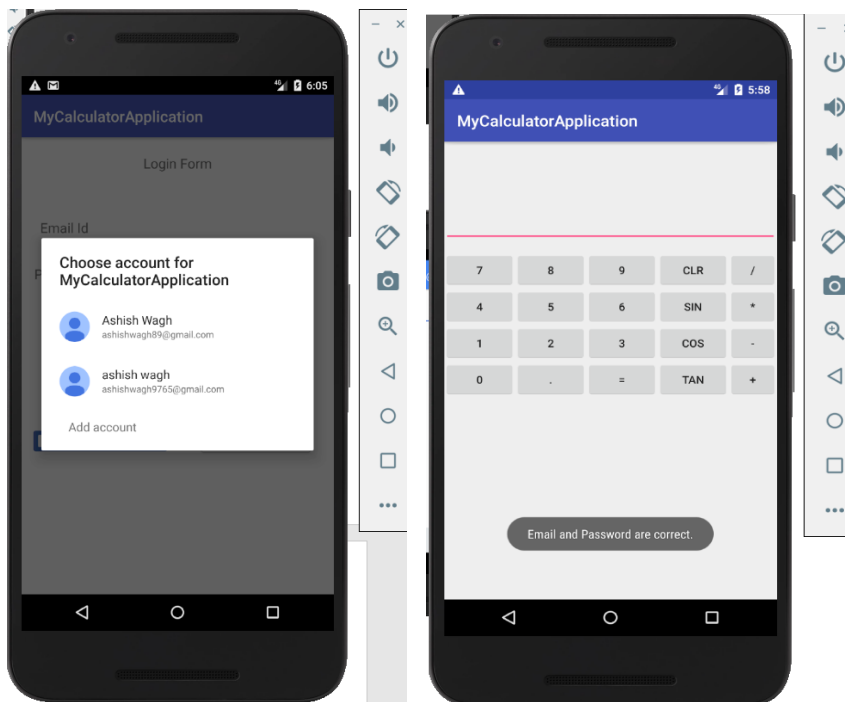 4G 6:05
MyCalculatorApplication
Login Form
Email Id
P
Choose account for
MyCalculatorApplication
Ashish Wagh
ashishwagh89@gmail.com
ashish wagh
ashishwagh9765@gmail.com
Add account
4G 5:58
MyCalculatorApplication
7 8 9 CLR /
4 5 6 SIN *
1 2 3 COS -
0 . = TAN +
Email and Password are correct.